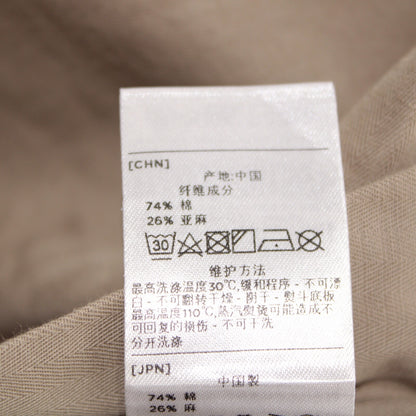 [CHN]
产地:中国
纤维成分
74% 棉
26% 亚麻
30
维护方法
最高洗涤温度30℃,缓和程序-不可漂
白-不可翻转干燥-阴干-熨斗底板
最高温度110℃,蒸汽熨烫可能造成不
可回复的损伤-不可干洗
分开洗涤
[JPN]
中国製
74% 棉
26% 麻